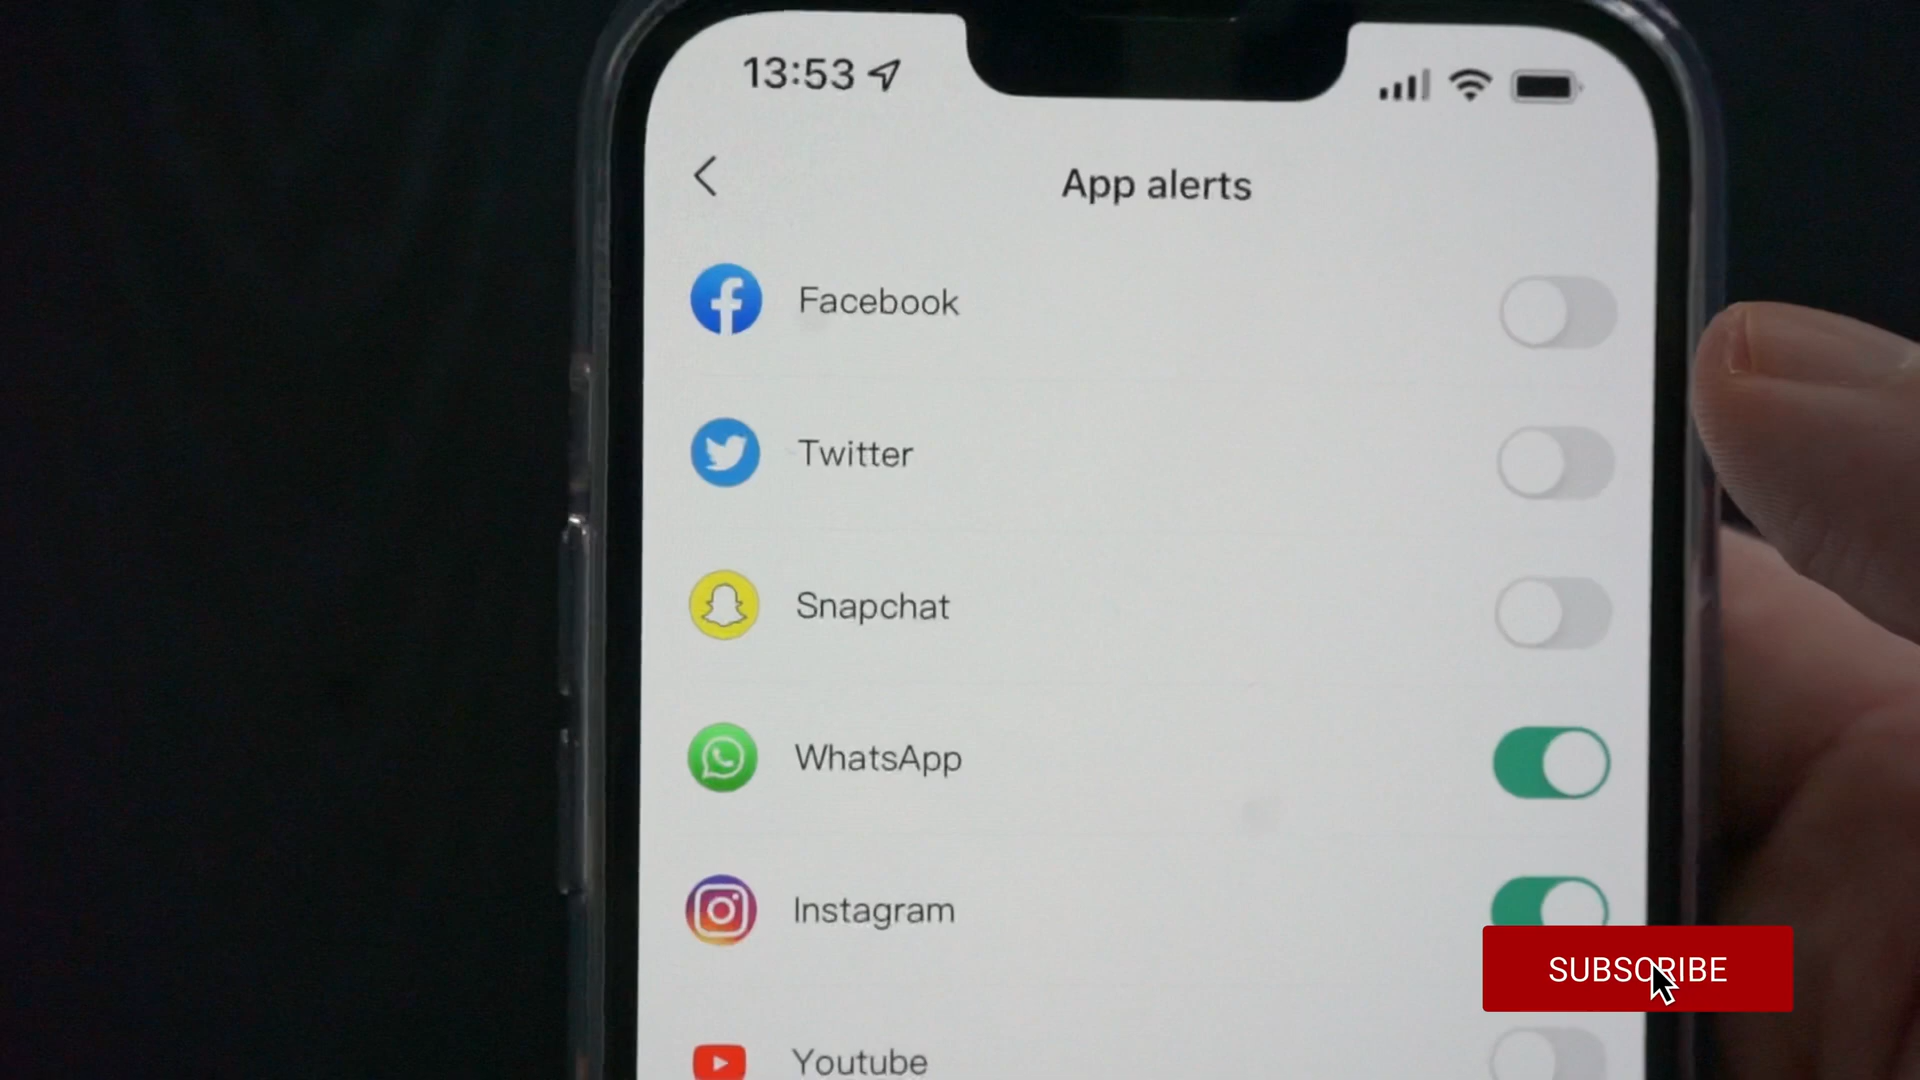 13:53
App alerts
Facebook
Twitter
Snapchat
WhatsApp
Instagram
SUBSCRIBE
Youtube